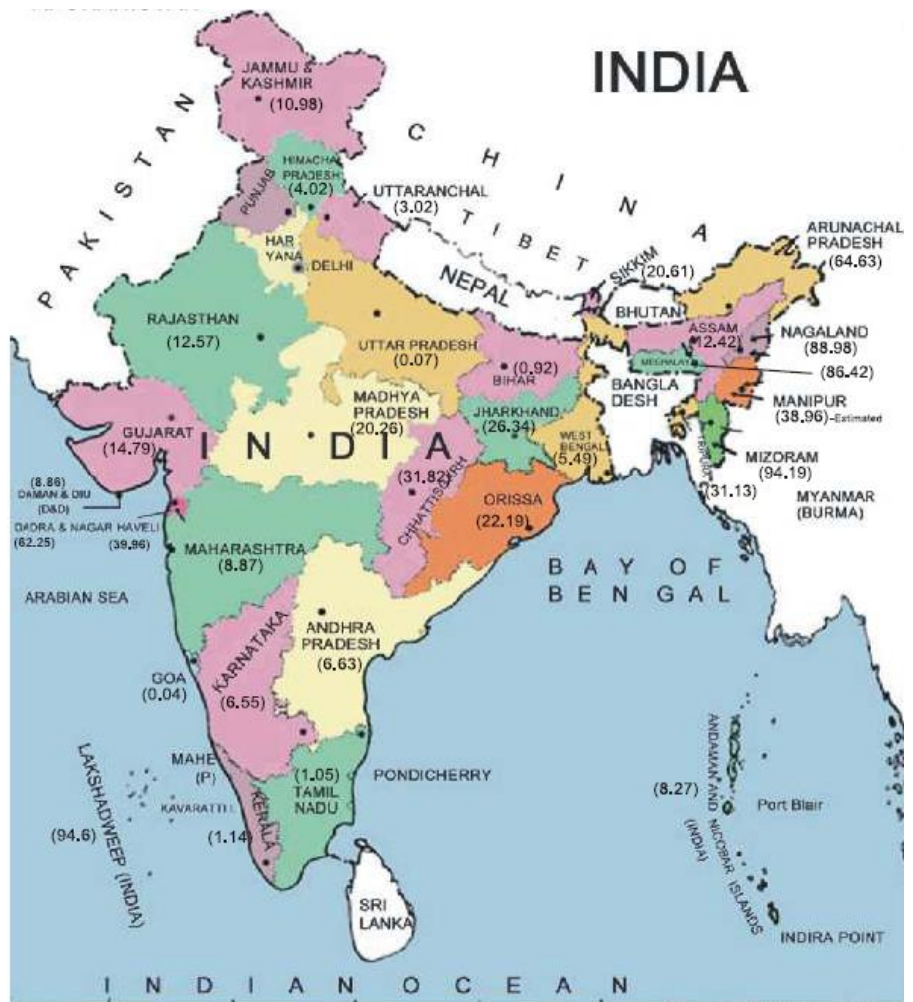 INDIA
JAMMU &
KASHMIR
(10.98)
CHINA
PAKISTAN
HIMACHAL
PRADESH
(4.02)
PUNJAB
UTTARANCHAL
(3.02)
TIBET
HAR
YANA
DELHI
ARUNACHAL
PRADESH
(64.63)
SIKKIM
(20.61)
NEPAL
BHUTAN
RAJASTHAN
(12.57)
UTTAR PRADESH
(0.07)
ASSAM
(12.42)
NAGALAND
(88.98)
(0.92)
BIHAR
(86.42)
BANGLA
DESH
MANIPUR
(38.96)-Estimated
MADHYA
PRADESH
(20.26)
JHARKHAND
(26.34)
WEST
BENGAL
(5.49)
TRIPURA
(31.13)
MIZORAM
(94.19)
MYANMAR
(BURMA)
GUJARAT
(14.79)
INDIA
(31.82)
CHHATTISGARH
ORISSA
(22.19)
(8.86)
DAMAN & DIU
(D&D)
DADRA & NAGAR HAVELI
(62.25)
(39.96)
MAHARASHTRA
(8.87)
ARABIAN SEA
BAY OF
BENGAL
ANDHRA
PRADESH
(6.63)
KARNATAKA
(6.55)
GOA
(0.04)
MAHE
(P)
PONDICHERRY
(1.05)
TAMIL
NADU
KERALA
(1.14)
LAKSHADWEEP (INDIA)
(94.6)
ANDAMAN AND NICOBAR ISLANDS
(INDIA)
(8.27)
Port Blair
INDIRA POINT
SRI
LANKA
INDIAN OCEAN